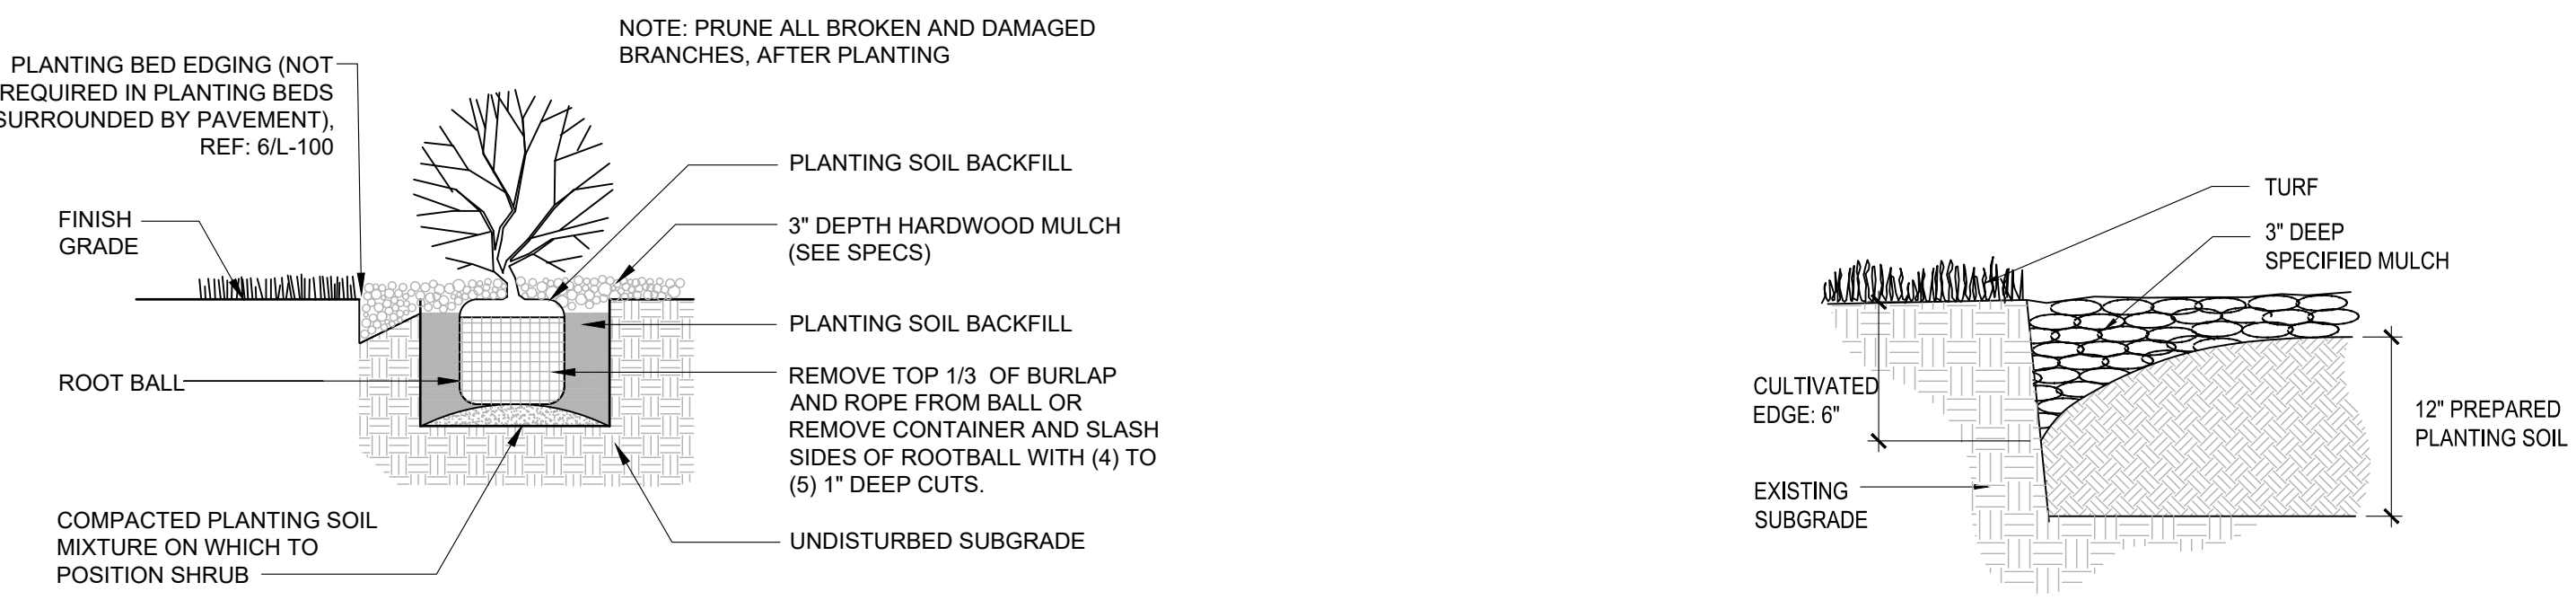 NOTE: PRUNE ALL BROKEN AND DAMAGED
BRANCHES, AFTER PLANTING
PLANTING BED EDGING (NOT
REQUIRED IN PLANTING BEDS
SURROUNDED BY PAVEMENT),
REF: 6/L-100
FINISH
GRADE
ROOT BALL
COMPACTED PLANTING SOIL
MIXTURE ON WHICH TO
POSITION SHRUB
PLANTING SOIL BACKFILL
3" DEPTH HARDWOOD MULCH
(SEE SPECS)
PLANTING SOIL BACKFILL
REMOVE TOP 1/3 OF BURLAP
AND ROPE FROM BALL OR
REMOVE CONTAINER AND SLASH
SIDES OF ROOTBALL WITH (4) TO
(5) 1" DEEP CUTS.
UNDISTURBED SUBGRADE
TURF
3" DEEP
SPECIFIED MULCH
CULTIVATED
EDGE: 6"
EXISTING
SUBGRADE
12" PREPARED
PLANTING SOIL